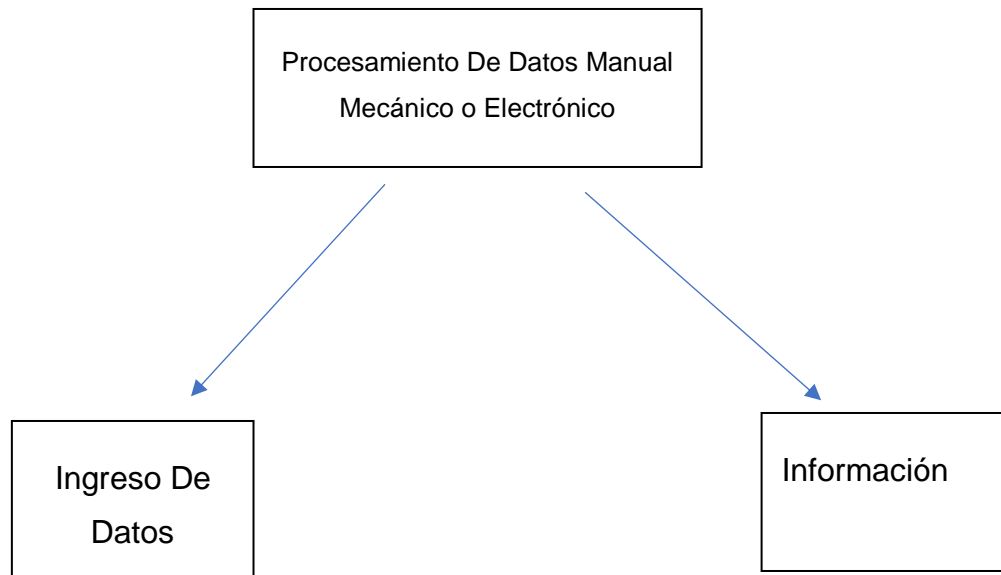 Procesamiento De Datos Manual
Mecánico o Electrónico
Ingreso De
Datos
Información